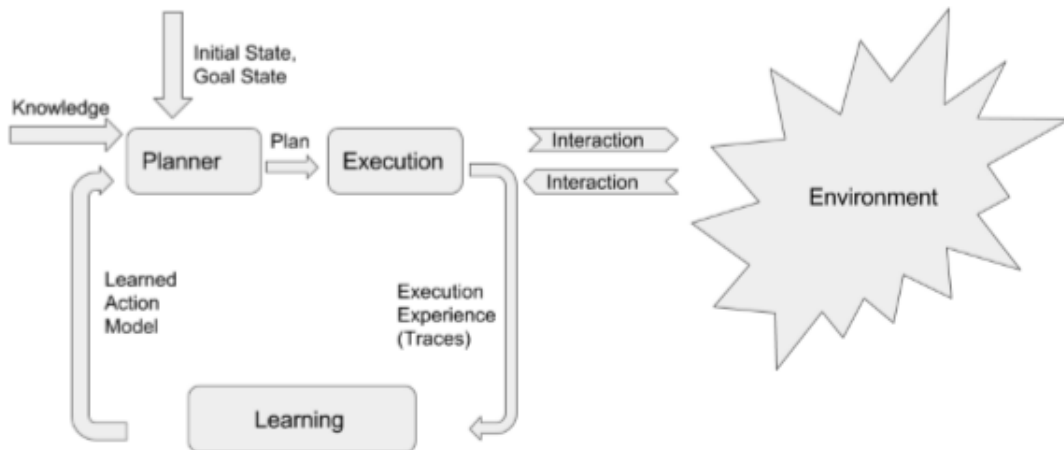 Initial State,
Goal State
Knowledge
Planner
Plan
Execution
Interaction
Interaction
Environment
Learned
Action
Model
Execution
Experience
(Traces)
Learning